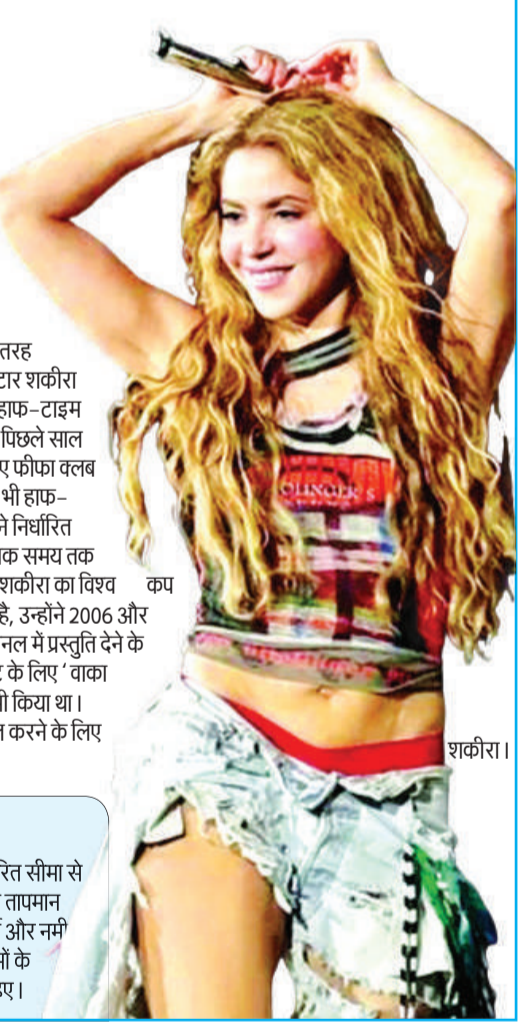 तरह
टार शकीरा
हाफ-टाइम
पिछले साल
ए फीफा क्लब
भी हाफ-
ने निर्धारित
क समय तक
शकीरा का विश्व कप
है, उन्होंने 2006 और
नल में प्रस्तुति देने के
के लिए ‘ वाका
ी किया था ।
करने के लिए
शकीरा ।
रित सीमा से
तापमान
और नमी
ओं के
ए ।